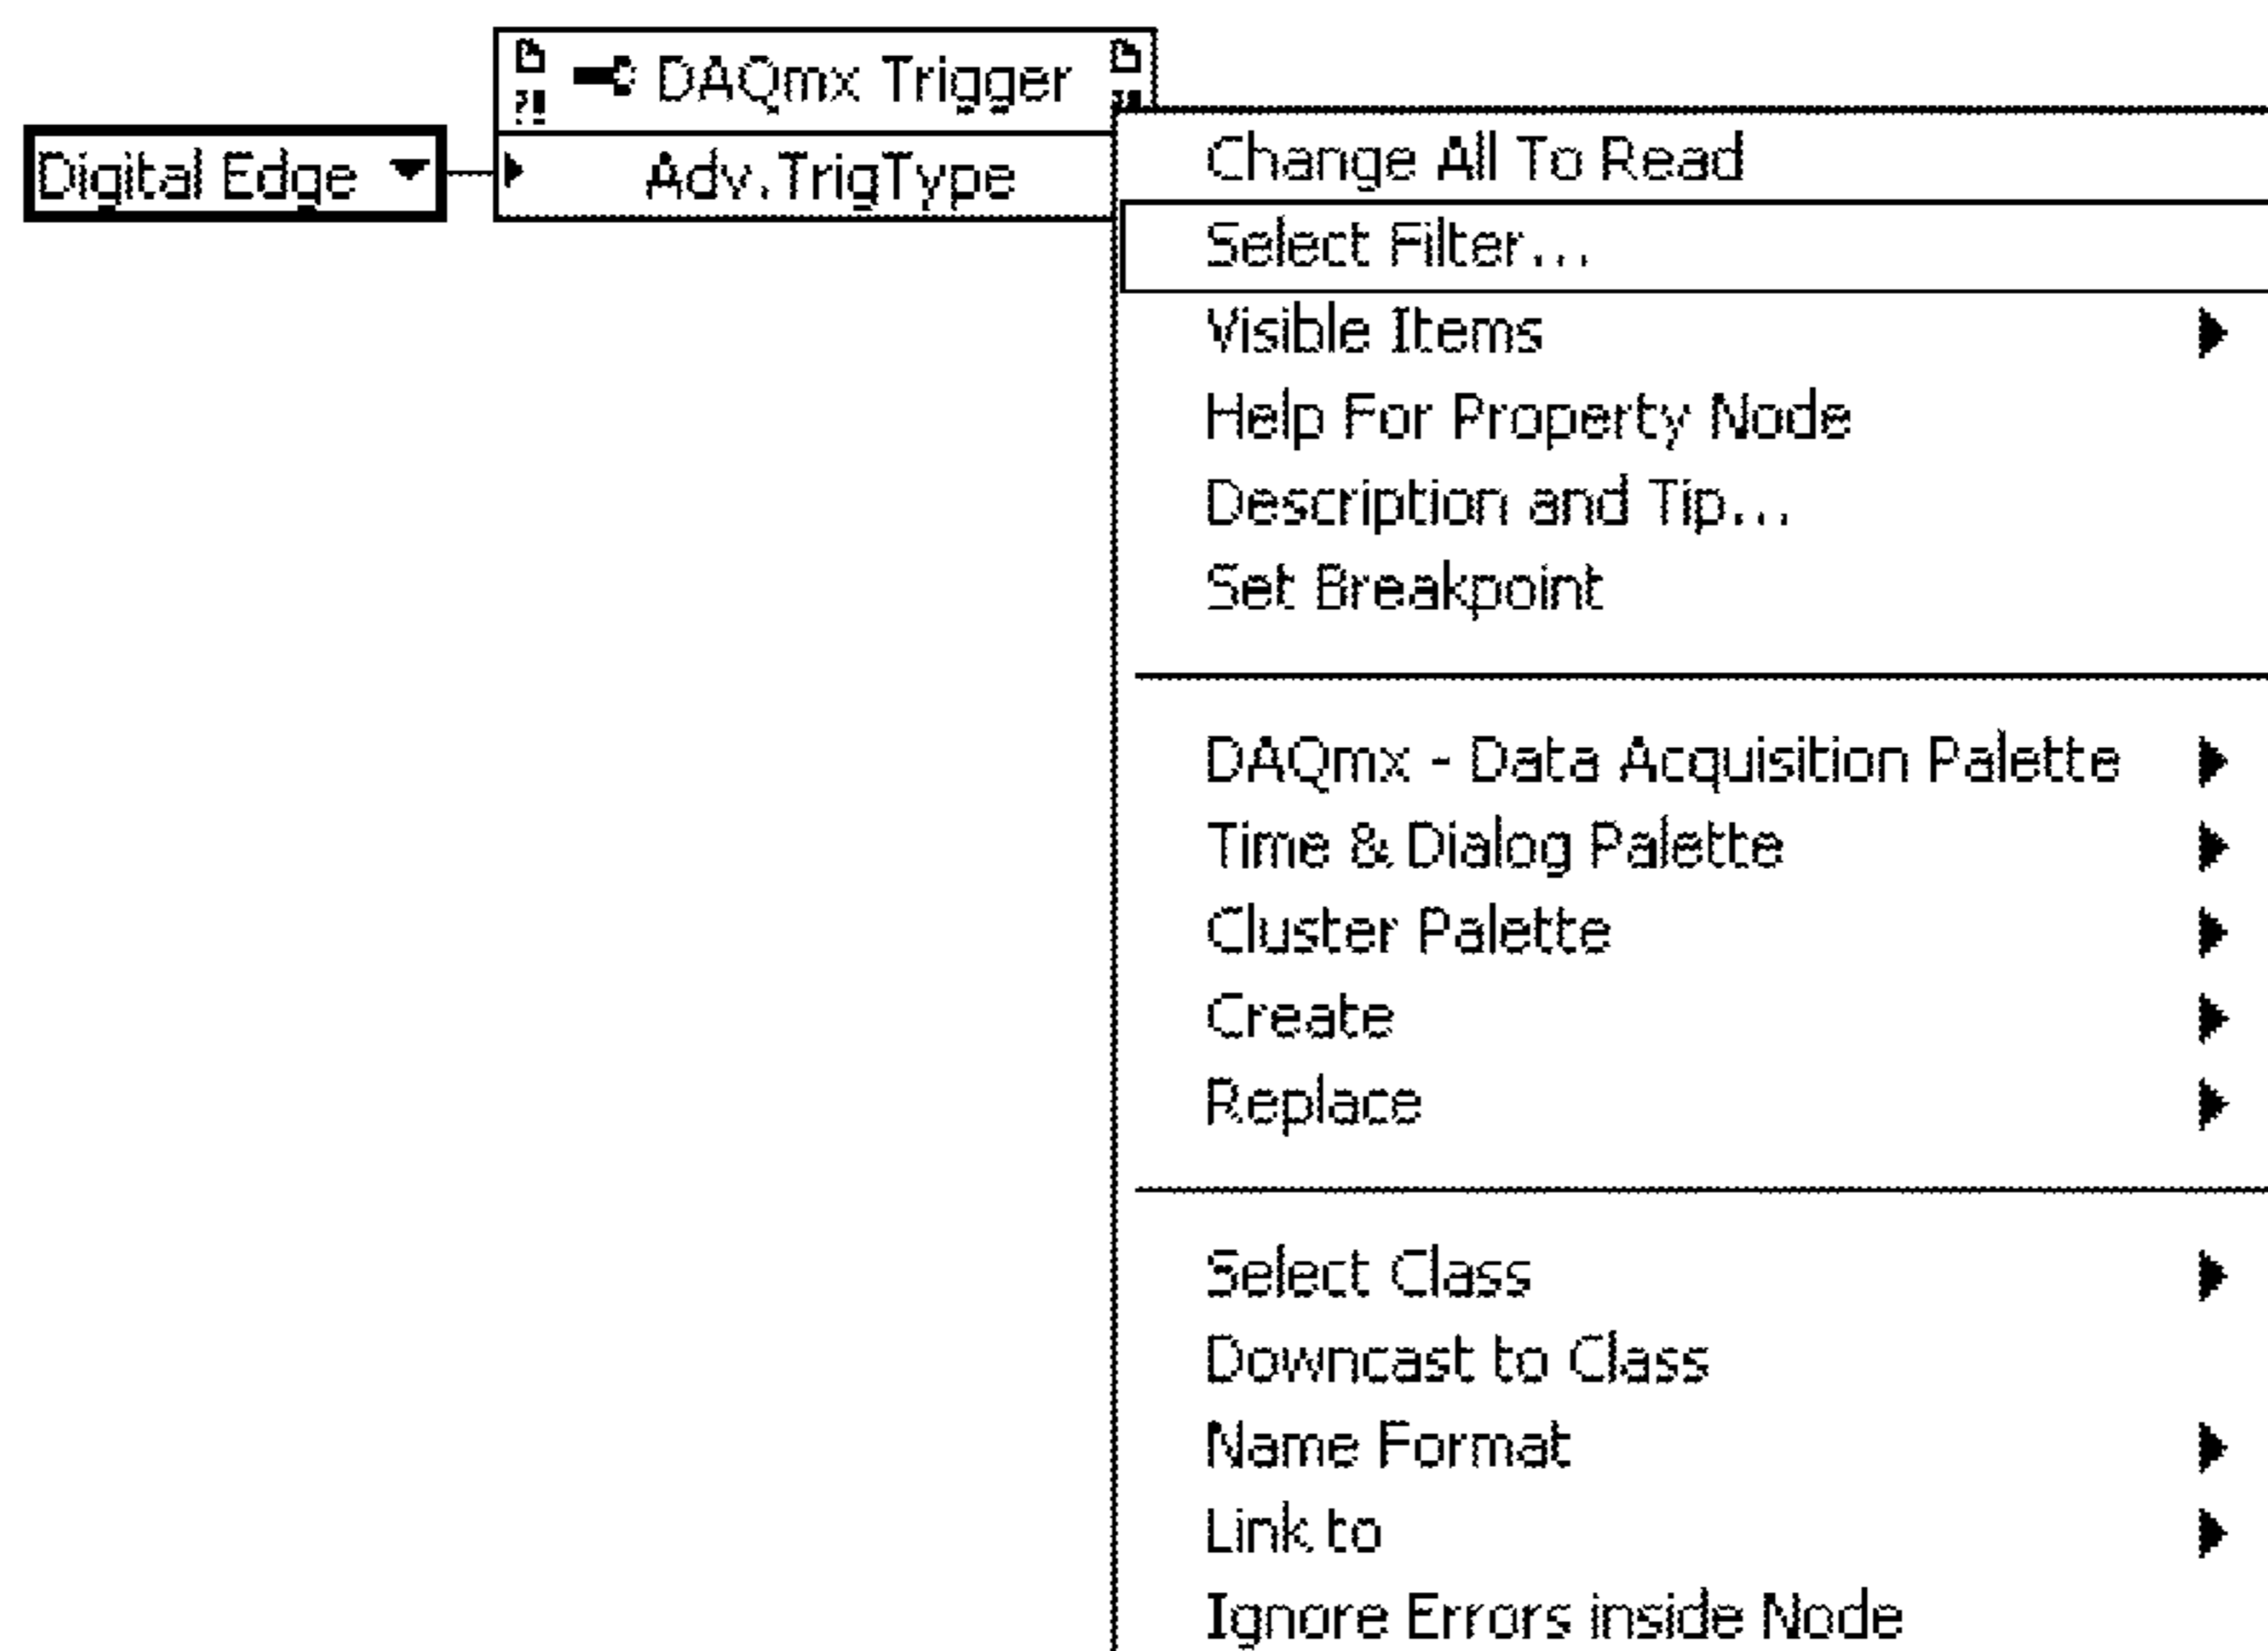 DAQmx Trigger
Digital Edge
Adv.TrigType
Change All To Read
Select Filter...
Visible Items
Help For Property Node
Description and Tip...
Set Breakpoint
DAQmx - Data Acquisition Palette
Time & Dialog Palette
Cluster Palette
Create
Replace
Select Class
Downcast to Class
Name Format
Link to
Ignore Errors inside Node